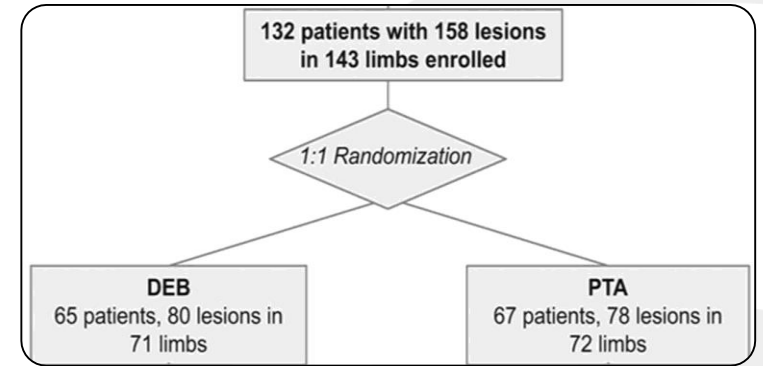 132 patients with 158 lesions
in 143 limbs enrolled
1:1 Randomization
DEB
65 patients, 80 lesions in
71 limbs
PTA
67 patients, 78 lesions in
72 limbs